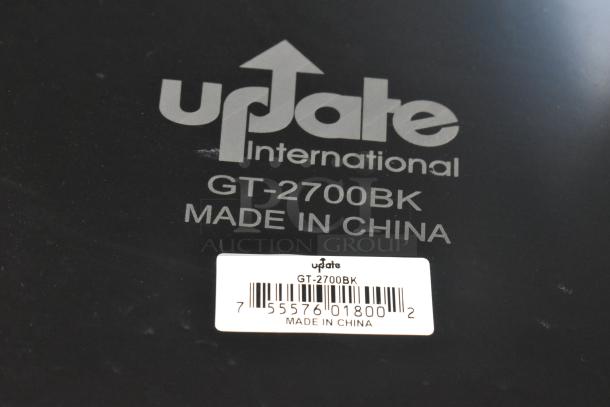 update
International
GT-2700BK
MADE IN CHINA
PCI
AUCTION GROUP
update
GT-2700BK
7 55576 01800 2
MADE IN CHINA